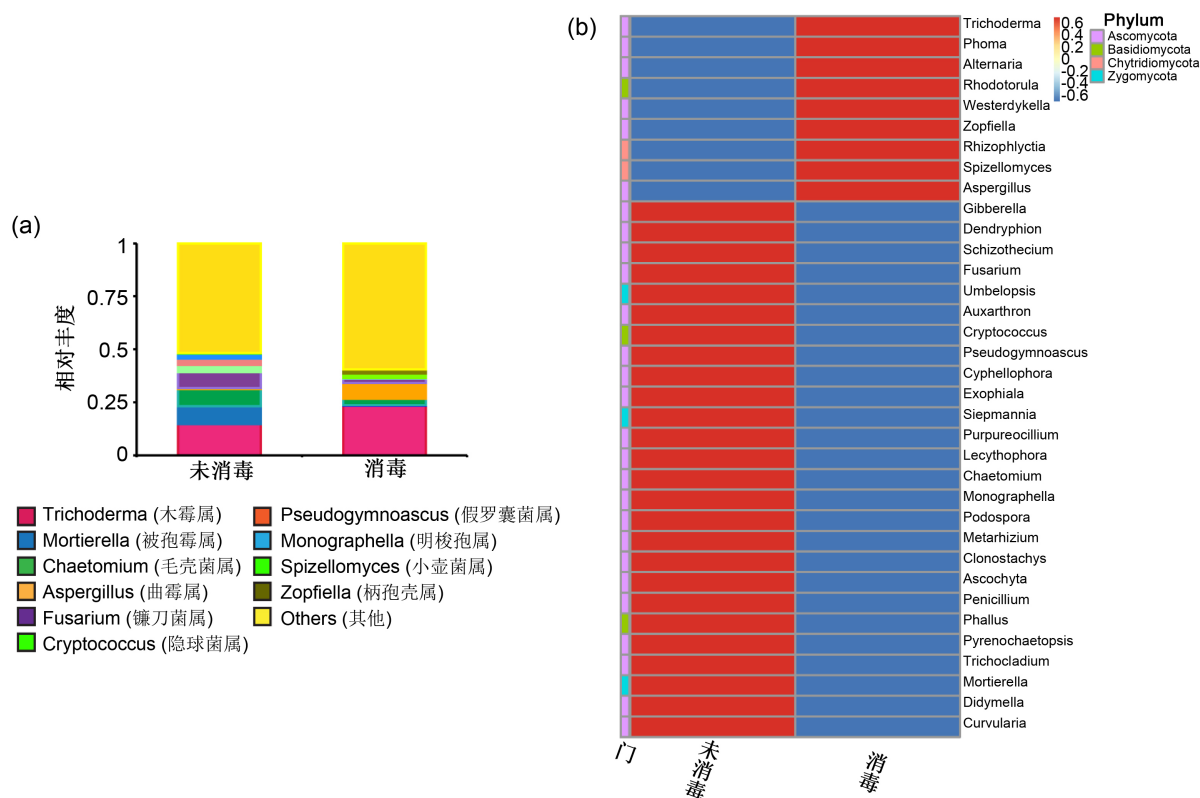 (a)
1
0.75
0.5
0.25
0
相对丰度
未消毒
消毒
Trichoderma (木霉属)
Mortierella (被孢霉属)
Chaetomium (毛壳菌属)
Aspergillus (曲霉属)
Fusarium (镰刀菌属)
Cryptococcus (隐球菌属)
Pseudogymnoascus (假罗囊菌属)
Monographella (明梭孢属)
Spizellomyces (小壶菌属)
Zopfiella (柄孢壳属)
Others (其他)
(b)
Trichoderma
Phoma
Alternaria
Rhodotorula
Westerdykella
Zopfiella
Rhizophlyctia
Spizellomyces
Aspergillus
Gibberella
Dendryphion
Schizothecium
Fusarium
Umbelopsis
Auxarthron
Cryptococcus
Pseudogymnoascus
Cyphellophora
Exophiala
Siepmannia
Purpureocillium
Lecythophora
Chaetomium
Monographella
Podospora
Metarhizium
Clonostachys
Ascochyta
Penicillium
Phallus
Pyrenochaetopsis
Trichocladium
Mortierella
Didymella
Curvularia
门
未消毒
消毒
0.6
0.4
0.2
0
-0.2
-0.4
-0.6
Phylum
Ascomycota
Basidiomycota
Chytridiomycota
Zygomycota